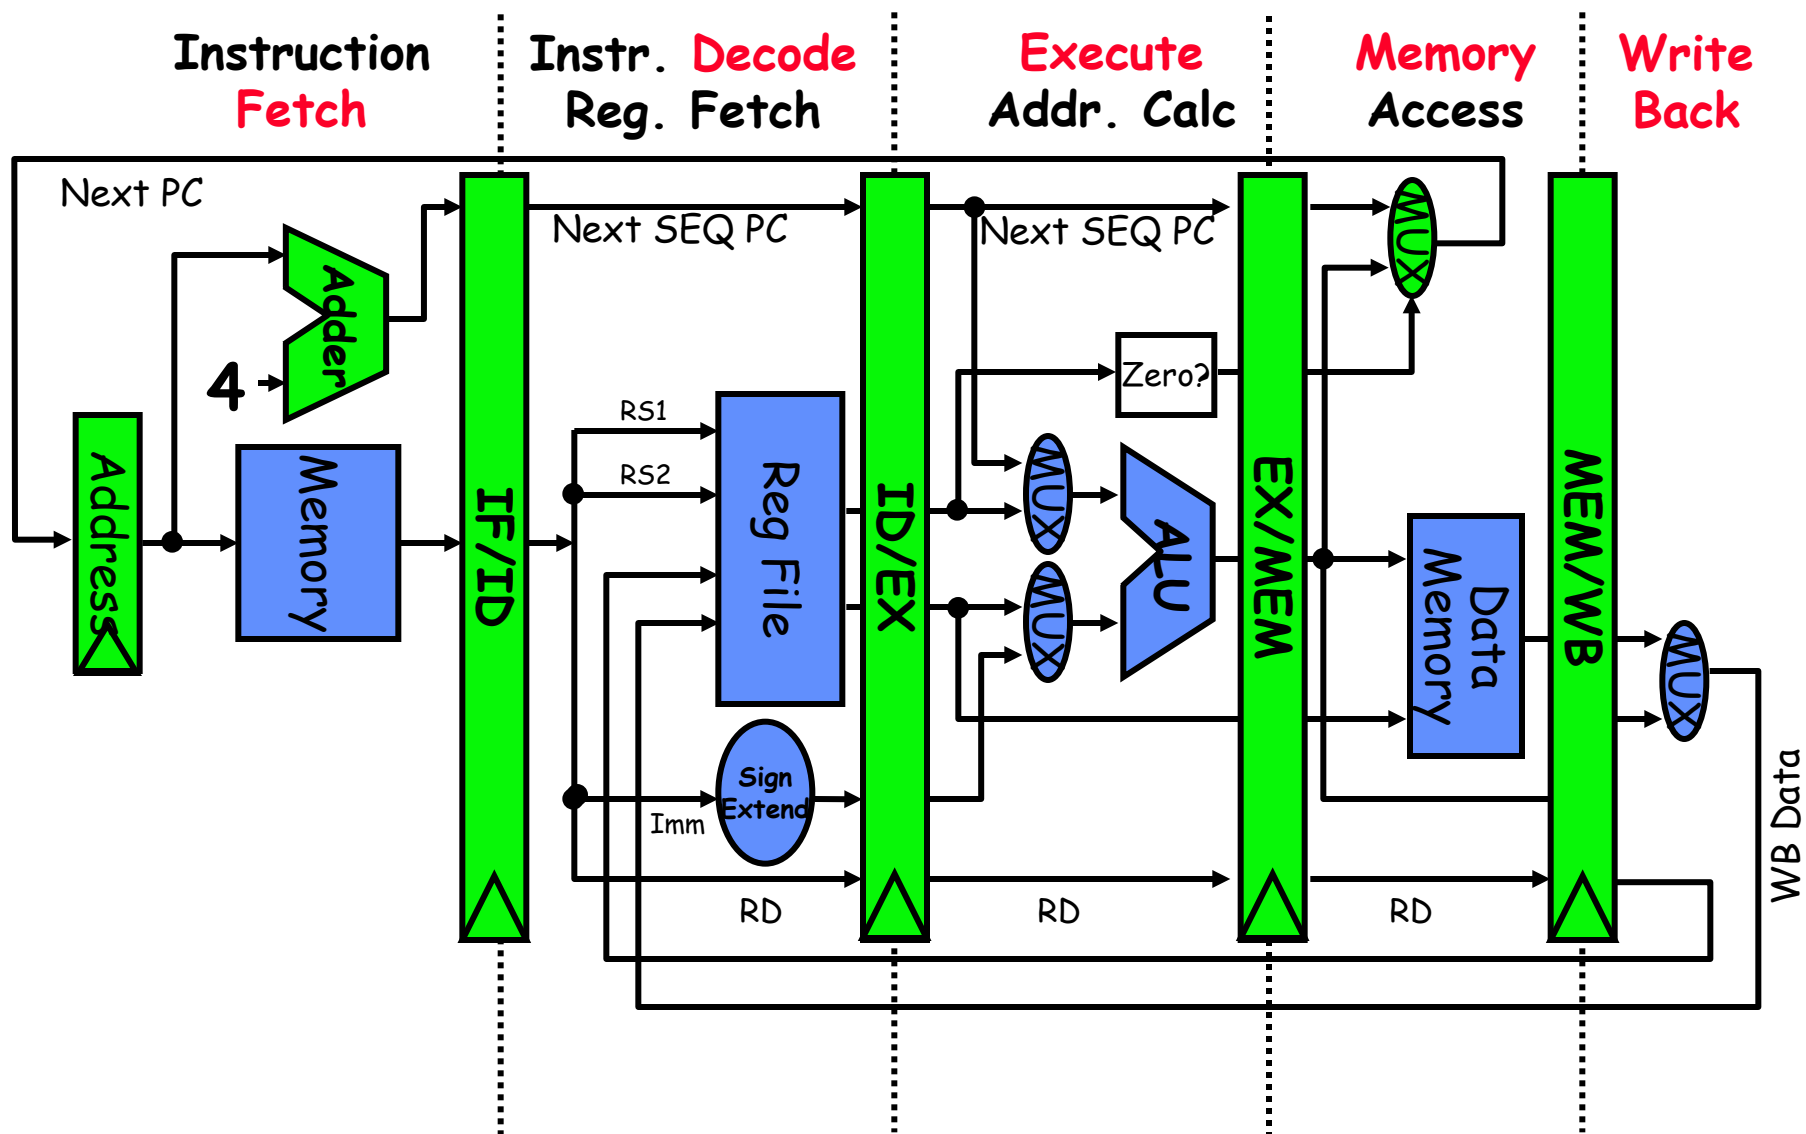 Instruction
Fetch
Instr. Decode
Reg. Fetch
Execute
Addr. Calc
Memory
Access
Write
Back
Next PC
Next SEQ PC
Next SEQ PC
MUX
Adder
4
Zero?
RS1
RS2
Address
Memory
IF/ID
Reg File
ID/EX
MUX
MUX
ALU
EX/MEM
Data
Memory
MEM/WB
MUX
Sign
Extend
Imm
WB Data
RD
RD
RD